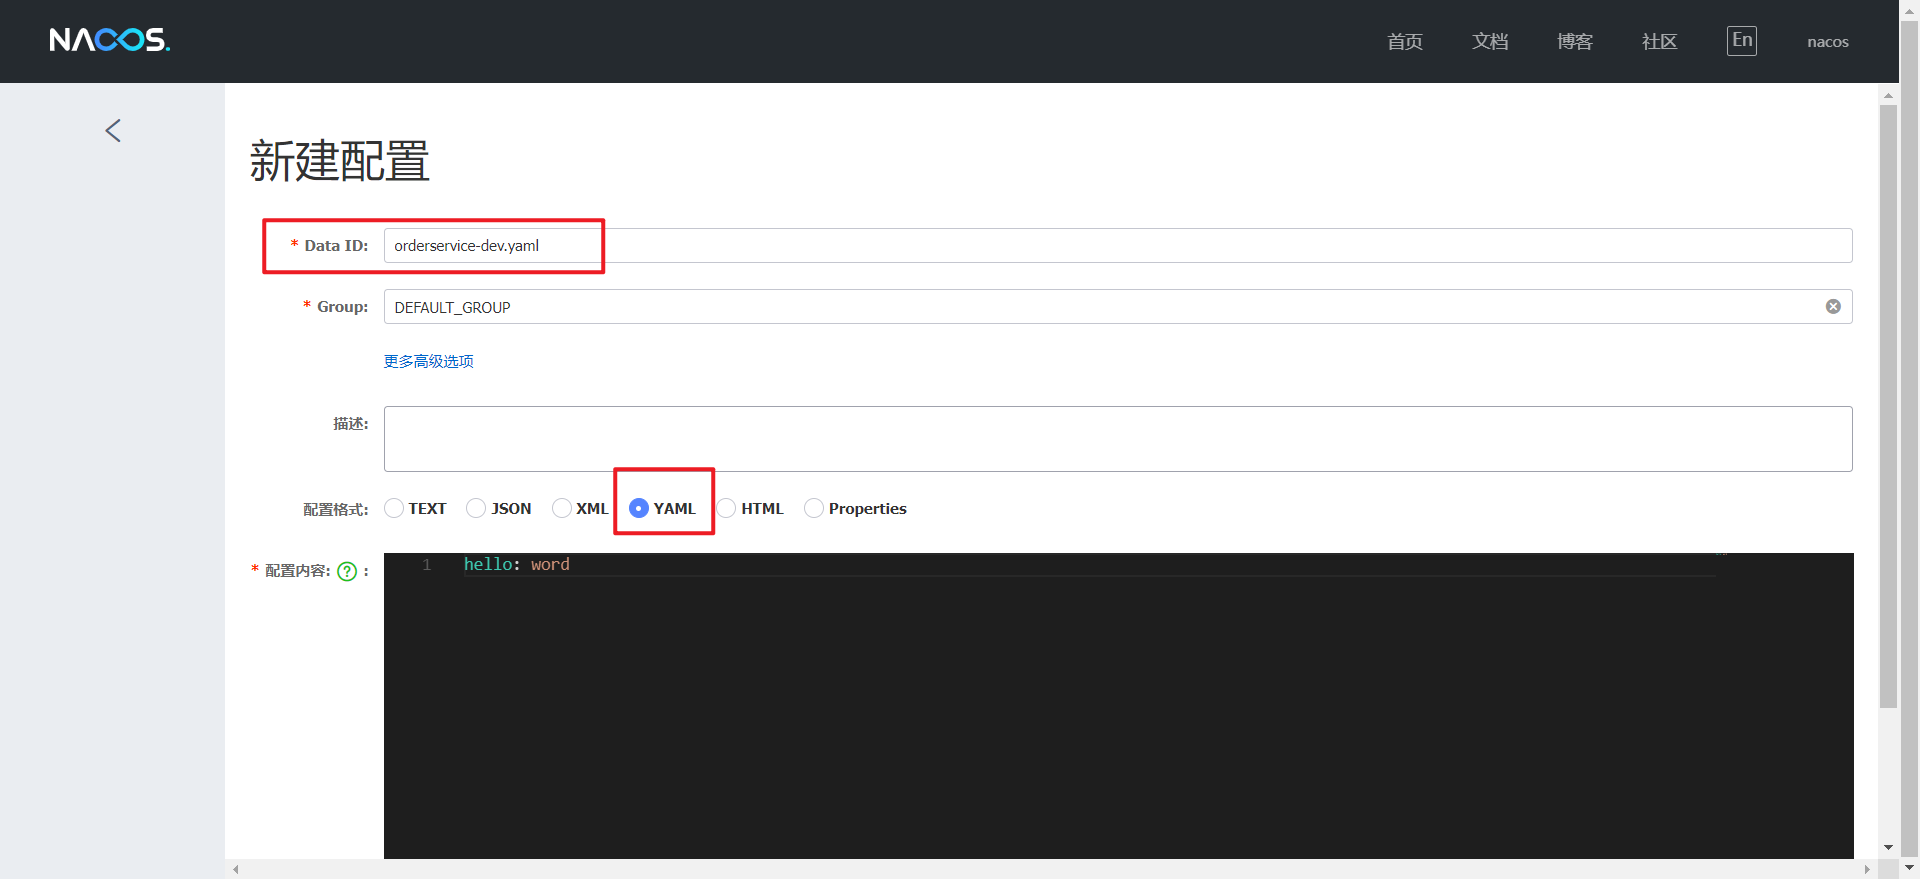 NACOS. 首页 文档 博客 社区 En nacos
新建配置
* Data ID: orderservice-dev.yaml
* Group: DEFAULT_GROUP
更多高级选项
描述:
配置格式: TEXT JSON XML YAML HTML Properties
* 配置内容: ? :
1 hello: word